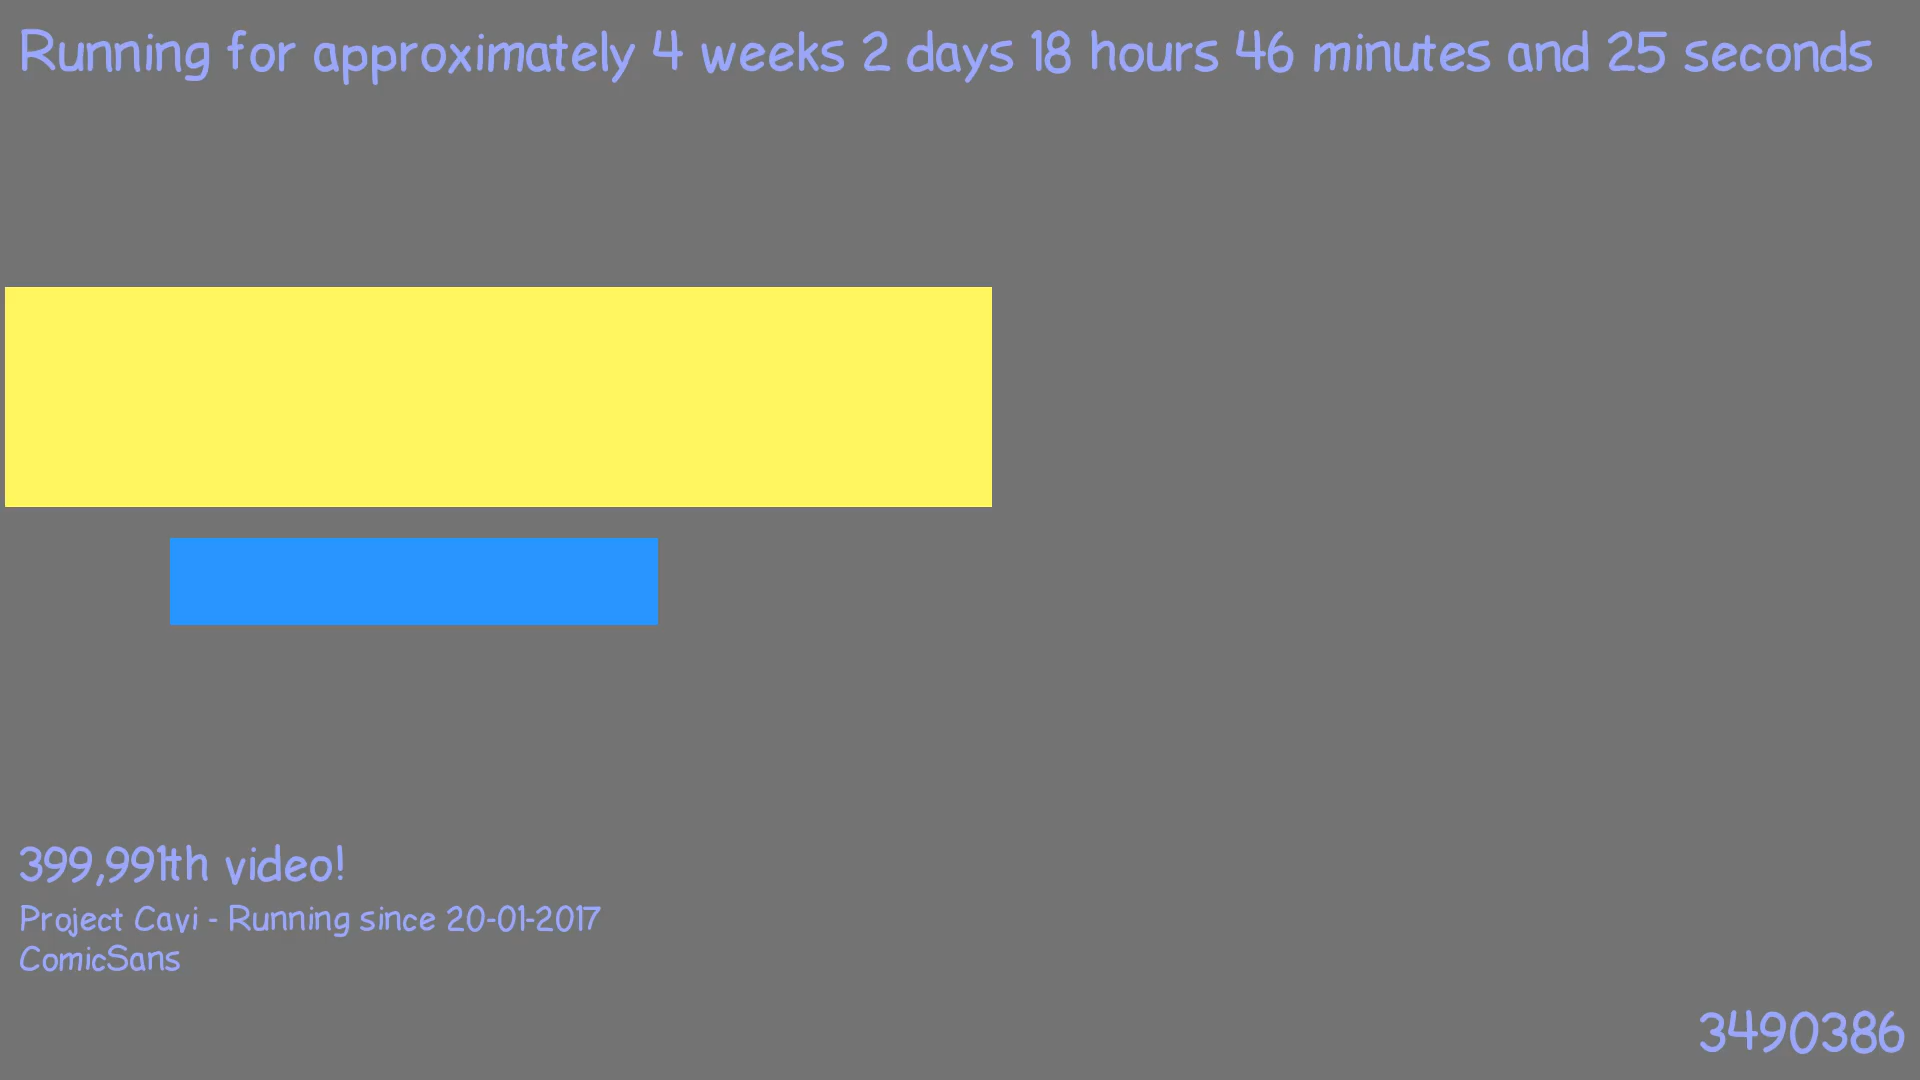 Running for approximately 4 weeks 2 days 18 hours 46 minutes and 25 seconds
399,991th video!
Project Cavi - Running since 20-01-2017
ComicSans
3490386